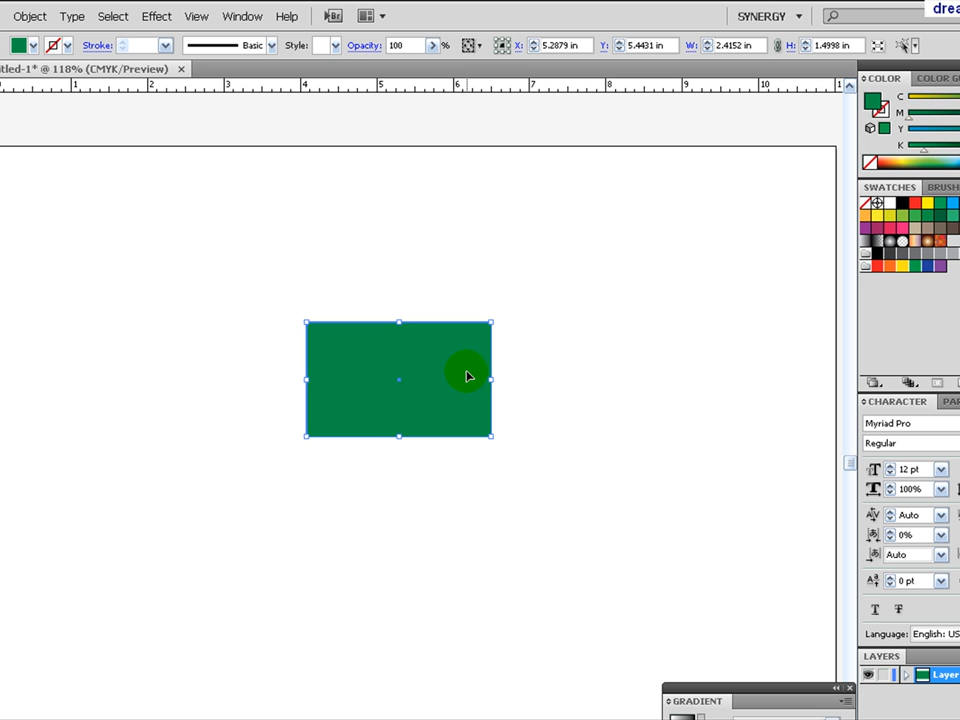 drea
Object Type Select Effect View Window Help Br SYNERGY
Stroke: Basic Style: Opacity: 100 % X: 5.2879 in Y: 5.4431 in W: 2.4152 in H: 1.4998 in
itled-1* @ 118% (CMYK/Preview)
1 2 3 4 5 6 7 8 9 10 1
COLOR COLOR G
C
M
Y
K
SWATCHES BRUSH
CHARACTER PAR
Myriad Pro
Regular
12 pt
100%
Auto
0%
Auto
0 pt
Language: English: US
LAYERS
Layer
GRADIENT